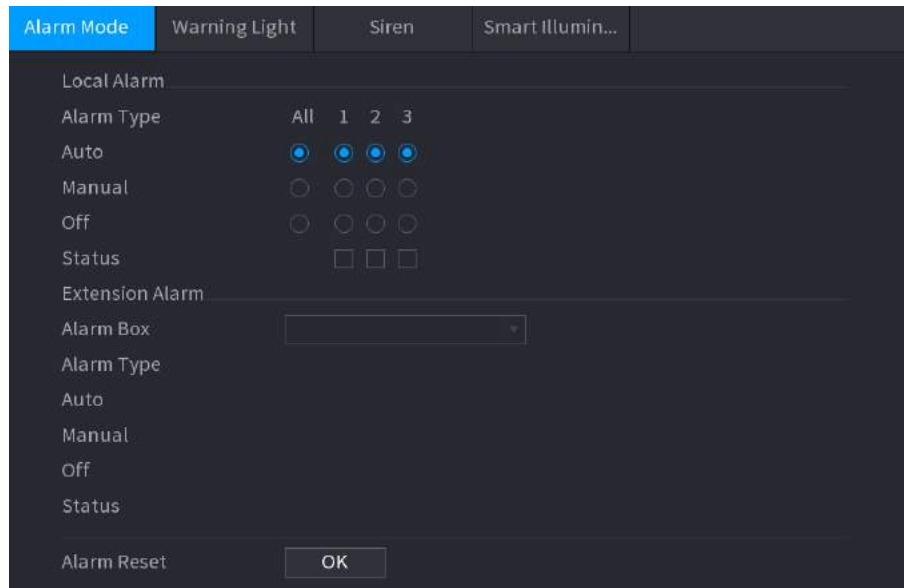 Alarm Mode Warning Light Siren Smart Illumin...
Local Alarm
Alarm Type All 1 2 3
Auto
Manual
Off
Status
Extension Alarm
Alarm Box
Alarm Type
Auto
Manual
Off
Status
Alarm Reset OK